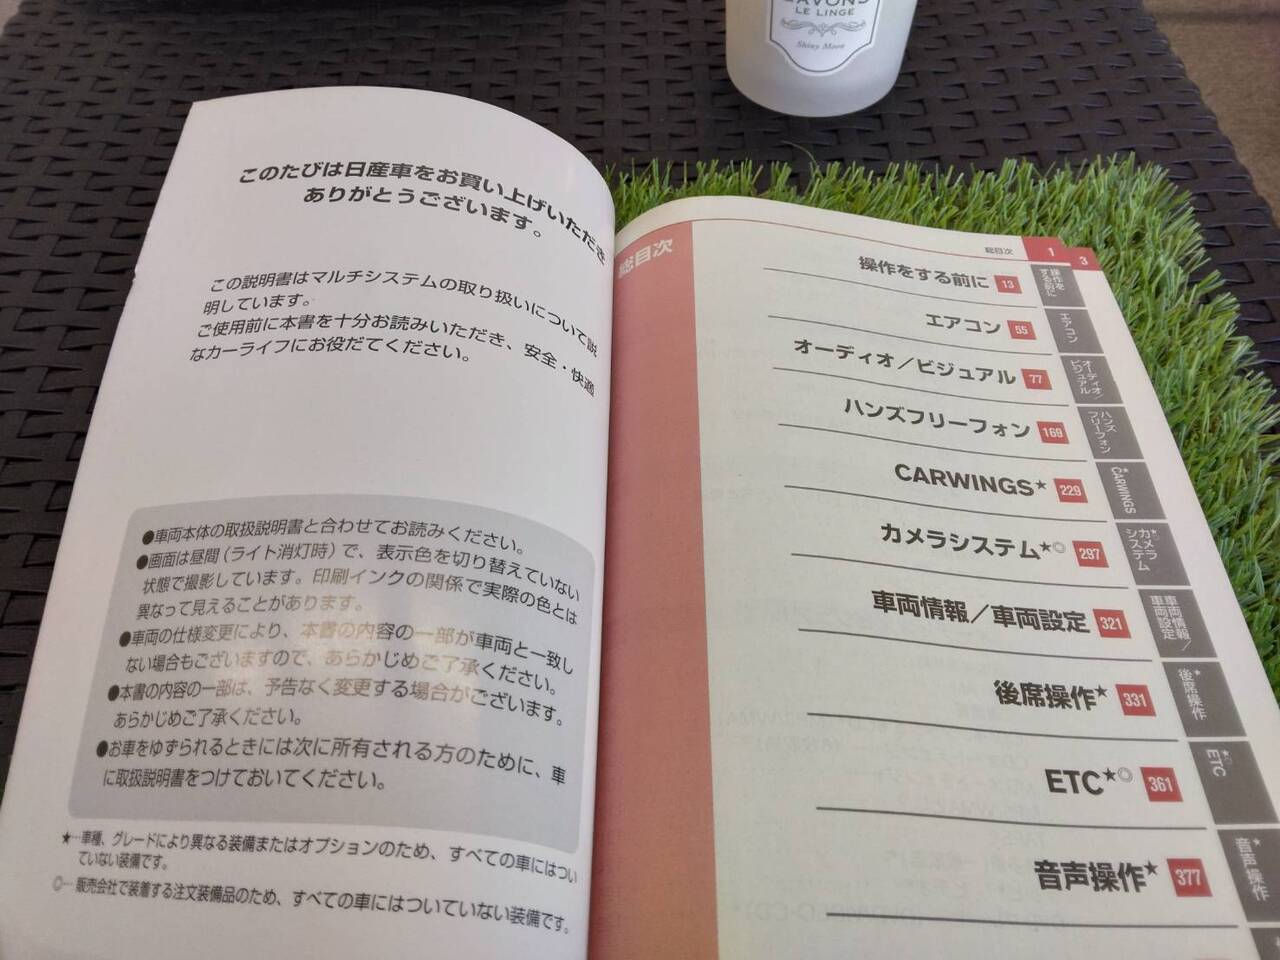 SAVONS
LE LINGE
Shiny Moon
このたびは日産車をお買い上げいただき
ありがとうございます。
この説明書はマルチシステムの取り扱いについて説
明しています。
ご使用前に本書を十分お読みいただき、安全・快適
なカーライフにお役だてください。
●車両本体の取扱説明書と合わせてお読みください。
●画面は昼間(ライト消灯時)で、表示色を切り替えていない
状態で撮影しています。印刷インクの関係で実際の色とは
異なって見えることがあります。
●車両の仕様変更により、本書の内容の一部が車両と一致し
ない場合もございますので、あらかじめご了承ください。
●本書の内容の一部は、予告なく変更する場合がございます。
あらかじめご了承ください。
●お車をゆずられるときには次に所有される方のために、車
に取扱説明書をつけておいてください。
★…車種、グレードにより異なる装備またはオプションのため、すべての車にはつい
ていない装備です。
◎… 販売会社で装着する注文装備品のため、すべての車にはついていない装備です。
総目次
総目次 1
3
操作をする前に 13
エアコン 55
オーディオ/ビジュアル 77
ハンズフリーフォン 169
CARWINGS★ 229
カメラシステム★◎ 297
車両情報/車両設定 321
後席操作★ 331
ETC★◎ 361
音声操作★ 377
操作を
する前に
エアコン
オーディオ/
ビジュアル
ハンズ
フリーフォン
CARWINGS★
カメラ★
システム
車両情報/
車両設定
後席操作★
ETC★◎
音声操作★